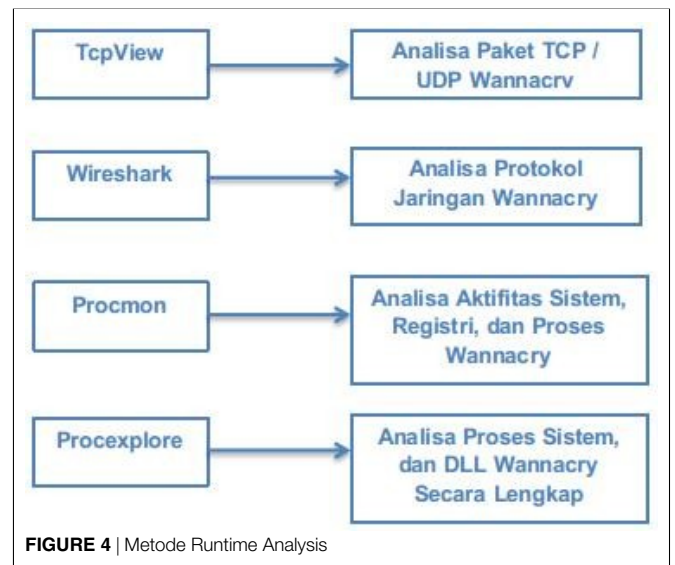 TcpView
Analisa Paket TCP /
UDP Wannacrv
Wireshark
Analisa Protokol
Jaringan Wannacry
Procmon
Analisa Aktifitas Sistem,
Registri, dan Proses
Wannacry
Procexplore
Analisa Proses Sistem,
dan DLL Wannacry
Secara Lengkap
FIGURE 4 | Metode Runtime Analysis